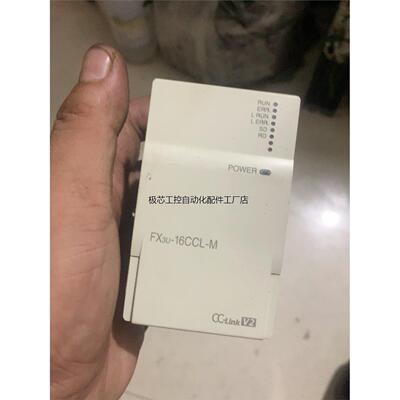 RUN
ERR.
L RUN
L ERR.
SD
RD
POWER
极芯工控自动化配件工厂店
FX3U-16CCL-M
CC-Link V2